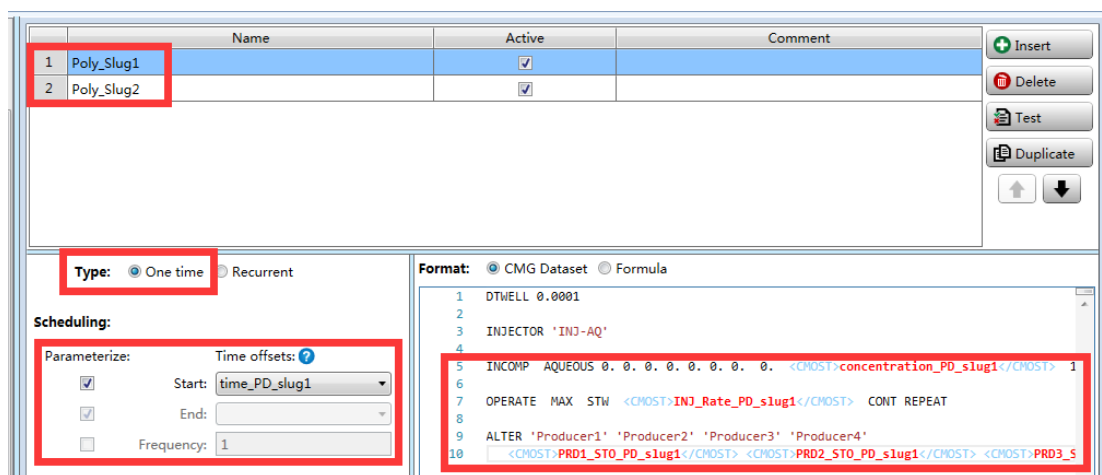 Name Active Comment
1 Poly_Slug1
2 Poly_Slug2
Insert
Delete
Test
Duplicate
Type: One time Recurrent
Scheduling:
Parameterize: Time offsets:
Start: time_PD_slug1
End:
Frequency: 1
Format: CMG Dataset Formula
1 DTWELL 0.0001
2
3 INJECTOR 'INJ-AQ'
4
5 INCOMP AQUEOUS 0. 0. 0. 0. 0. 0. 0. 0. <CMOST>concentration_PD_slug1</CMOST> 1
6
7 OPERATE MAX STW <CMOST>INJ_Rate_PD_slug1</CMOST> CONT REPEAT
8
9 ALTER 'Producer1' 'Producer2' 'Producer3' 'Producer4'
10 <CMOST>PRD1_STO_PD_slug1</CMOST> <CMOST>PRD2_STO_PD_slug1</CMOST> <CMOST>PRD3_S